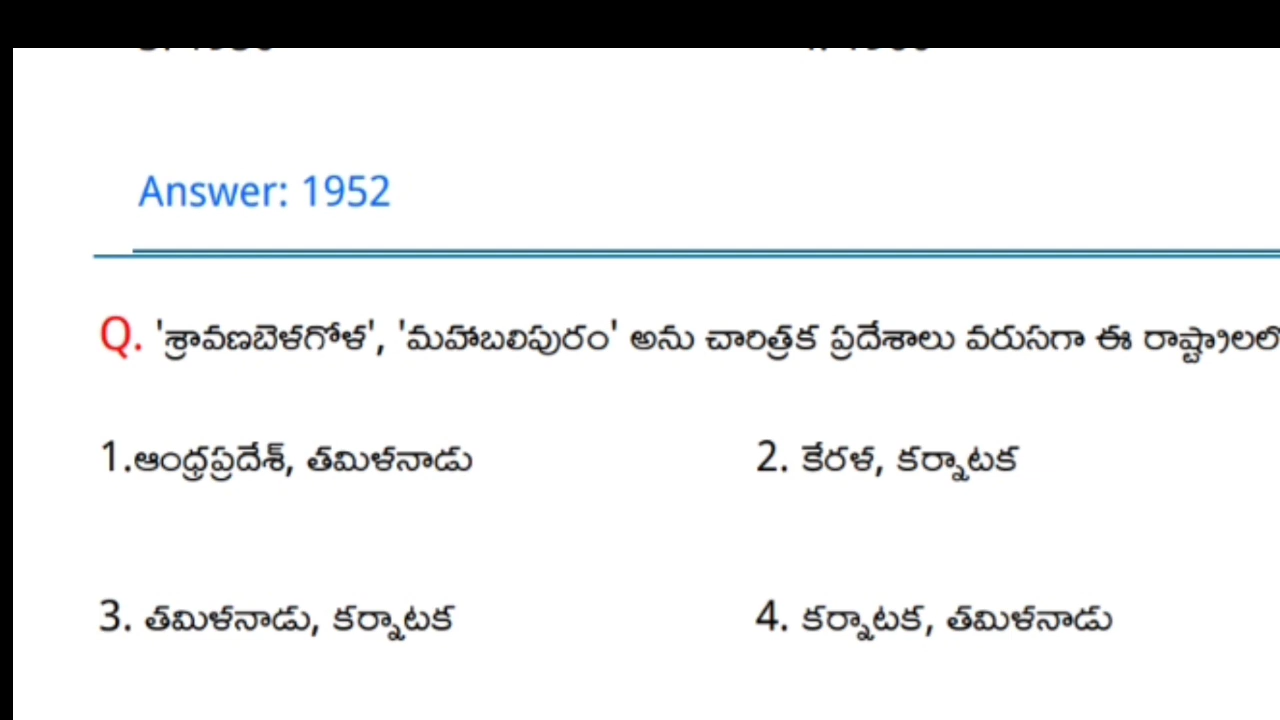 Answer: 1952
Q. 'శ్రావణబెళగోళ', 'మహాబలిపురం' అను చారిత్రక ప్రదేశాలు వరుసగా ఈ
1.ఆంధ్రప్రదేశ్, తమిళనాడు 2. కేరళ, కర్నాటక
3. తమిళనాడు, కర్నాటక 4. కర్నాటక, తమిళనాడు